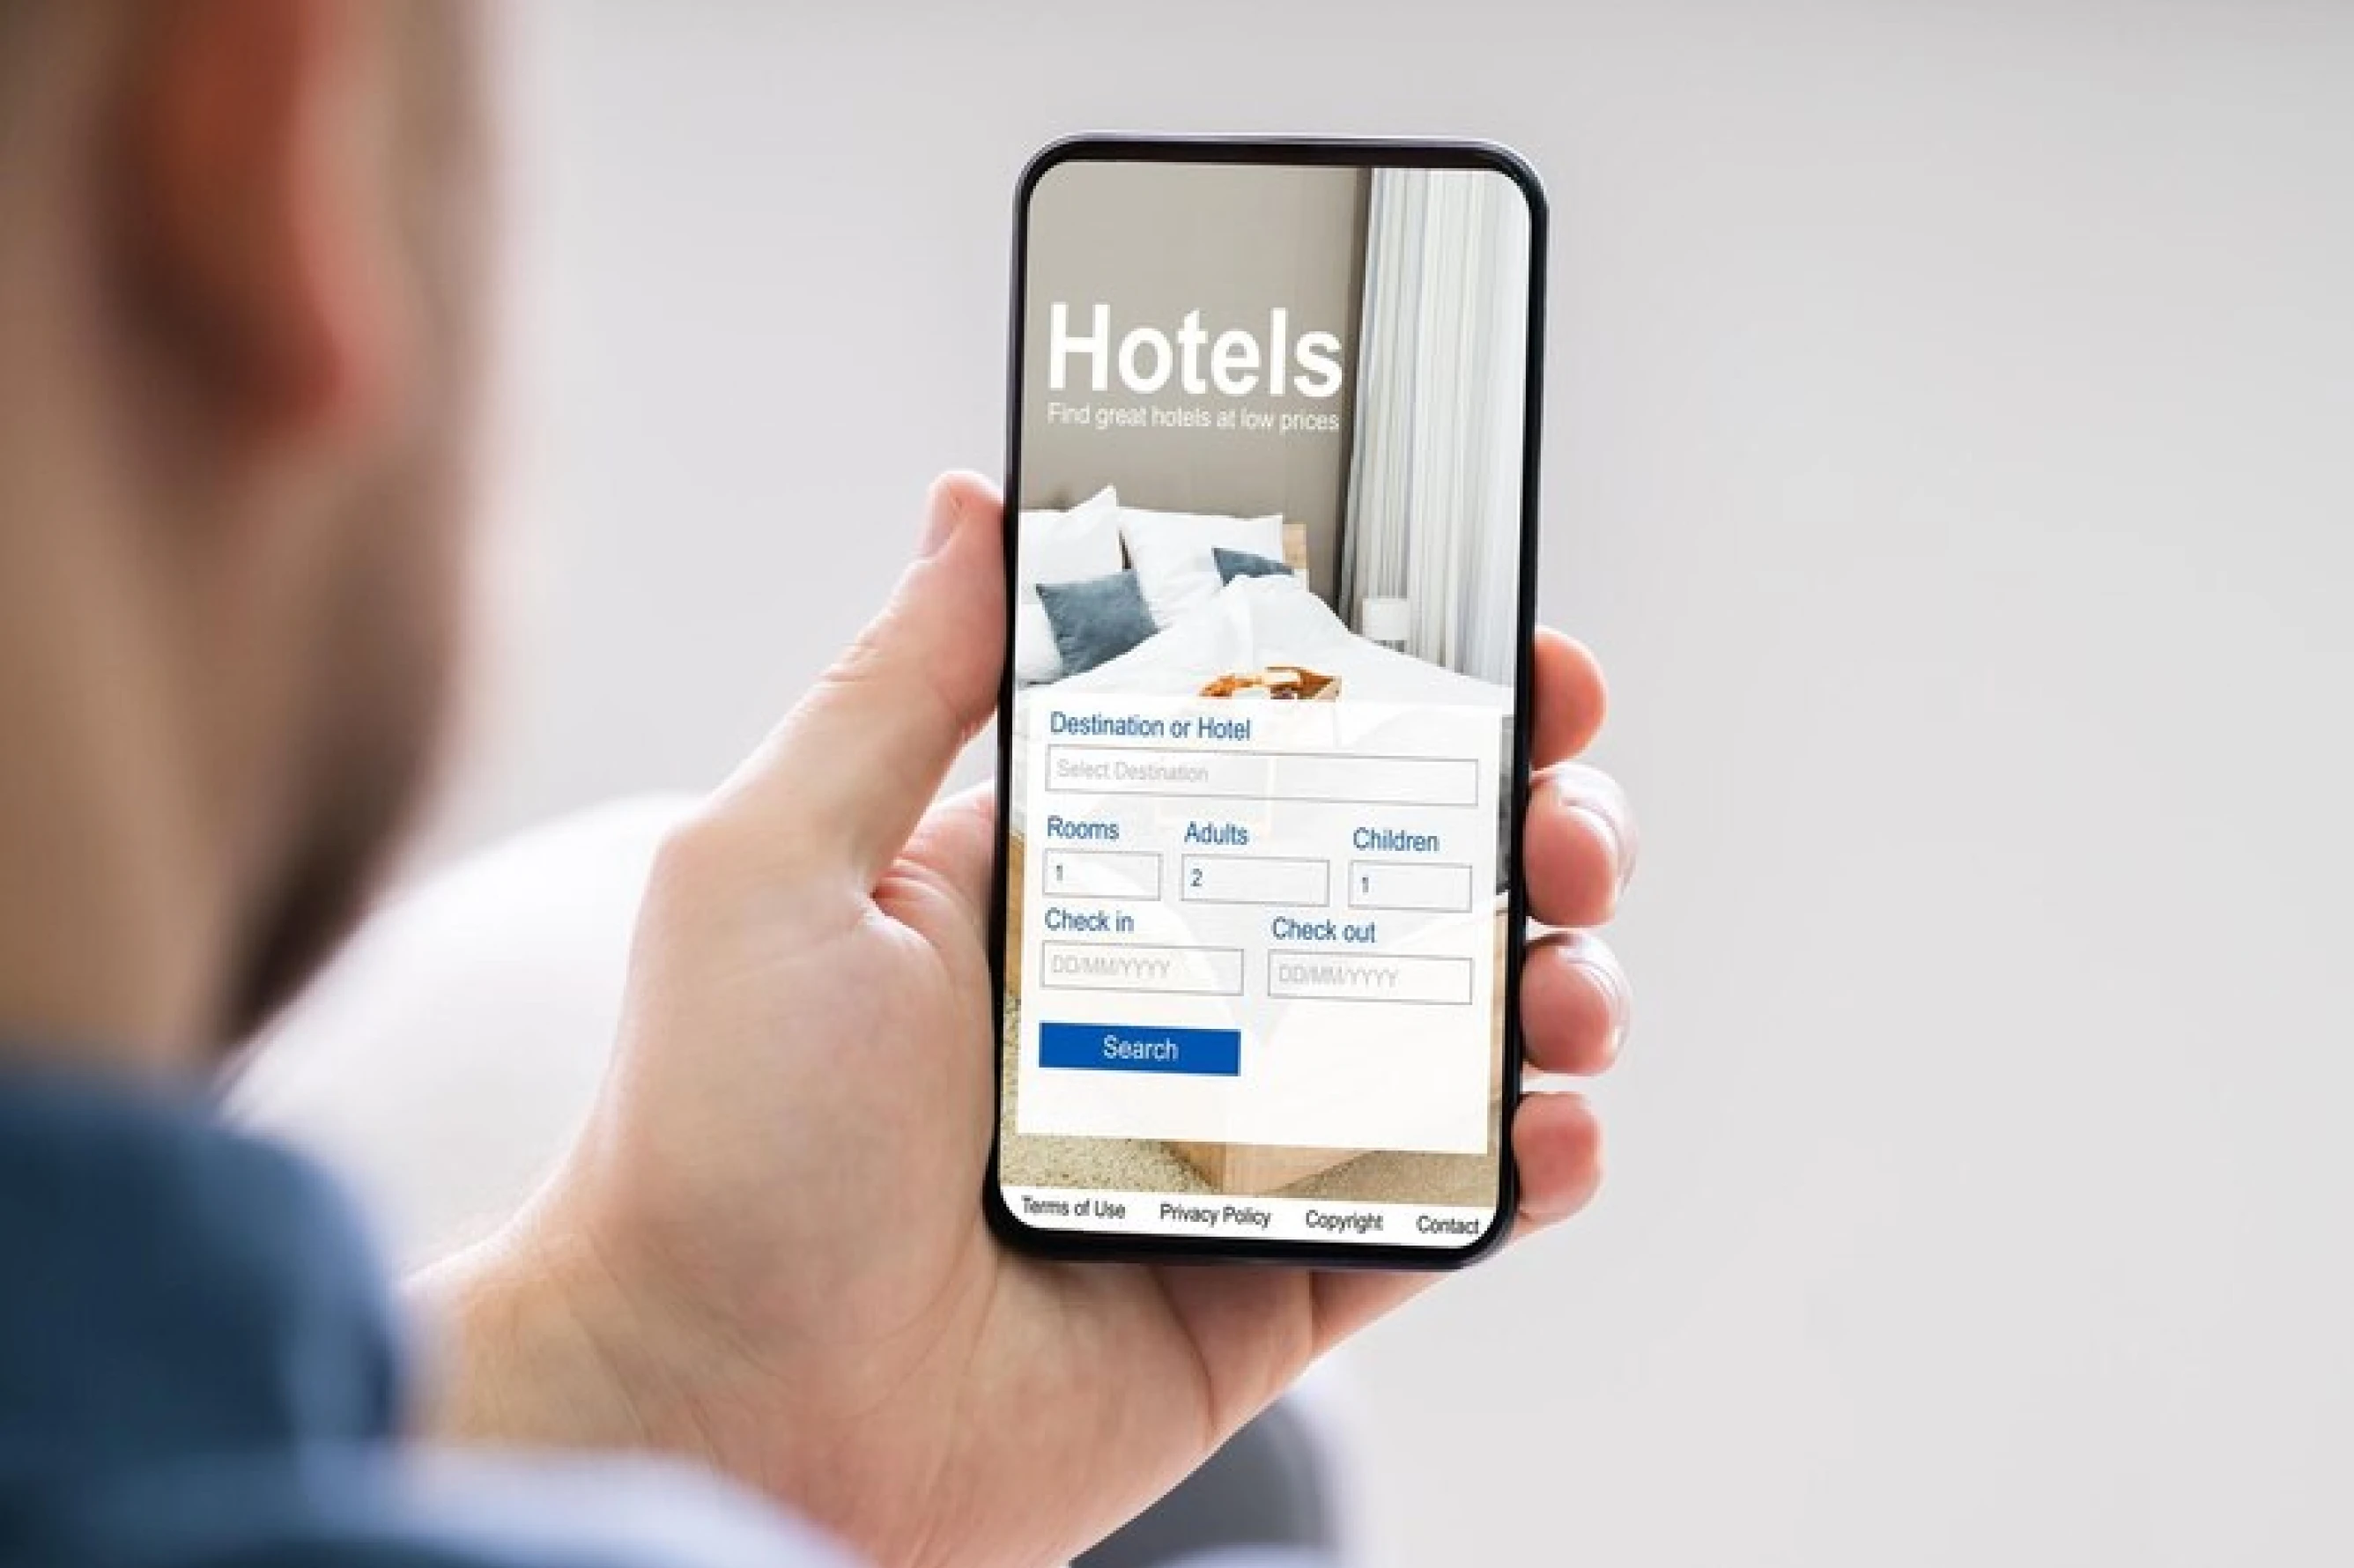 Hotels
Find great hotels at low prices
Destination or Hotel
Select Destination
Rooms Adults Children
1 2 1
Check in Check out
DD/MM/YYYY DD/MM/YYYY
Search
Terms of Use Privacy Policy Copyright Contact